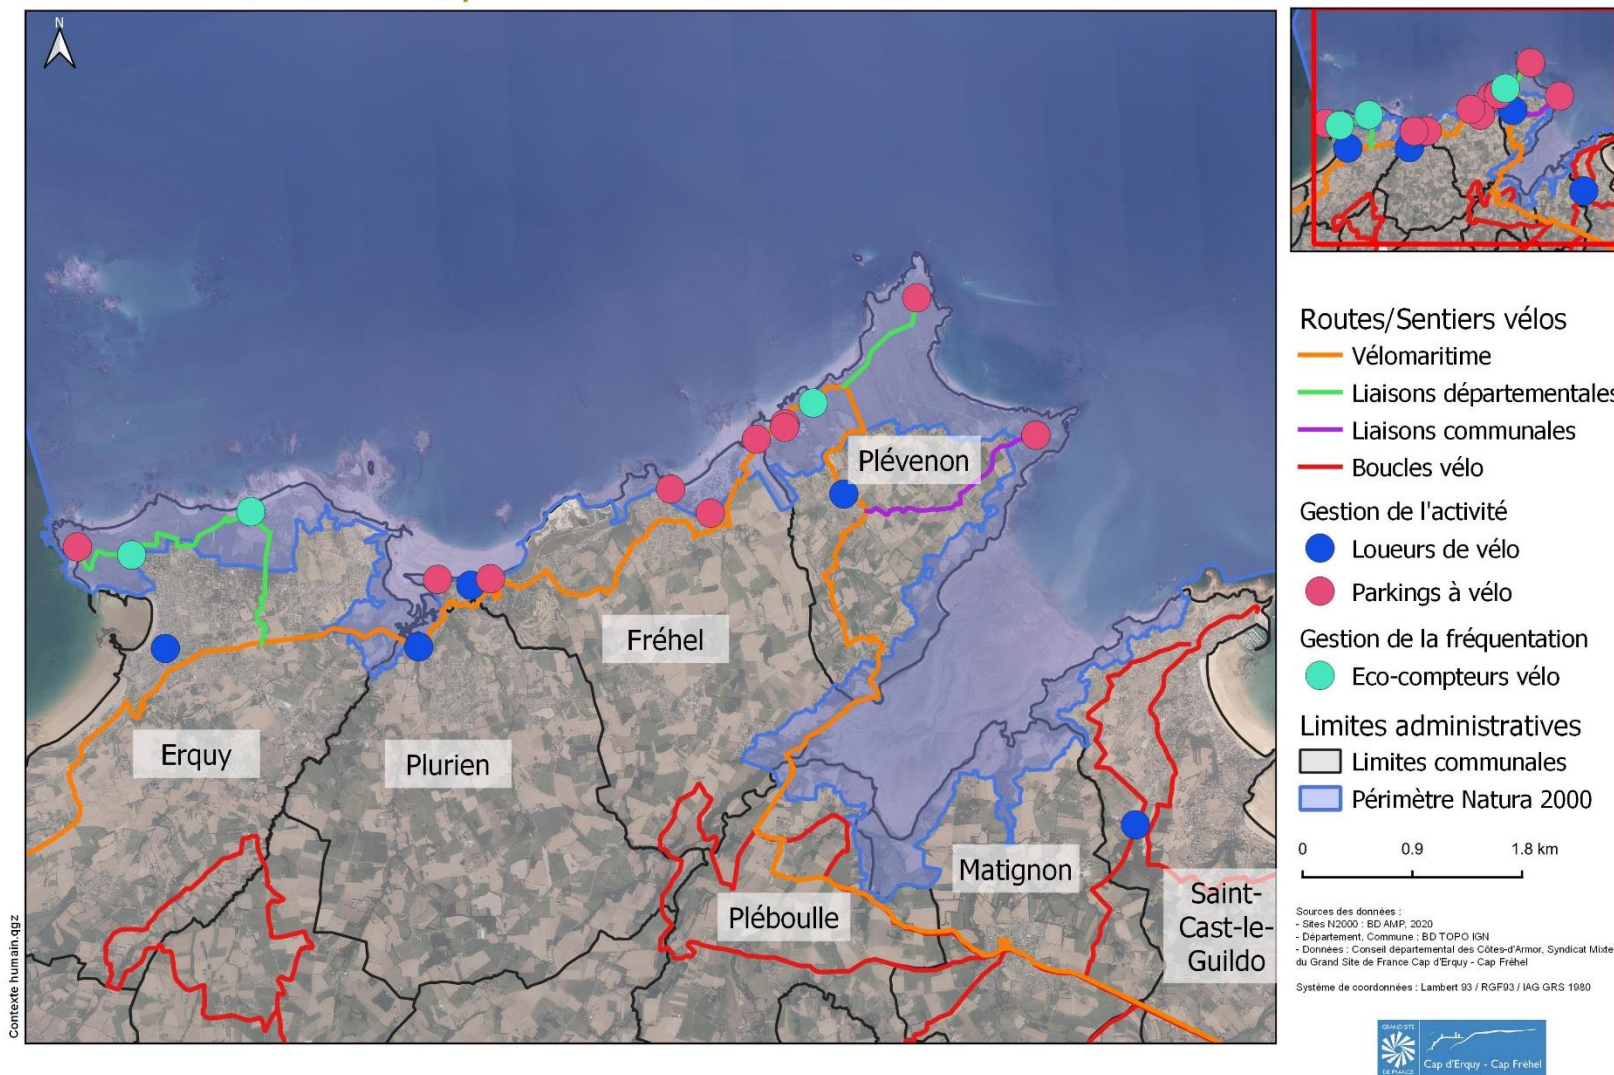 N
Plévenon
Fréhel
Erquy
Plurien
Matignon
Pléboulle
Saint-
Cast-le-
Guildo
Contexte humain.qgz
Routes/Sentiers vélos
Vélomaritime
Liaisons départementales
Liaisons communales
Boucles vélo
Gestion de l'activité
Loueurs de vélo
Parkings à vélo
Gestion de la fréquentation
Eco-compteurs vélo
Limites administratives
Limites communales
Périmètre Natura 2000
0 0.9 1.8 km
Sources des données :
- Sites N2000 : BD AMP, 2020
- Département, Commune : BD TOPO IGN
- Données : Conseil départemental des Côtes-d'Armor, Syndicat Mixte
du Grand Site de France Cap d'Erquy - Cap Fréhel
Système de coordonnées : Lambert 93 / RGF93 / IAG GRS 1980
GRAND SITE
DE FRANCE
Cap d'Erquy - Cap Fréhel